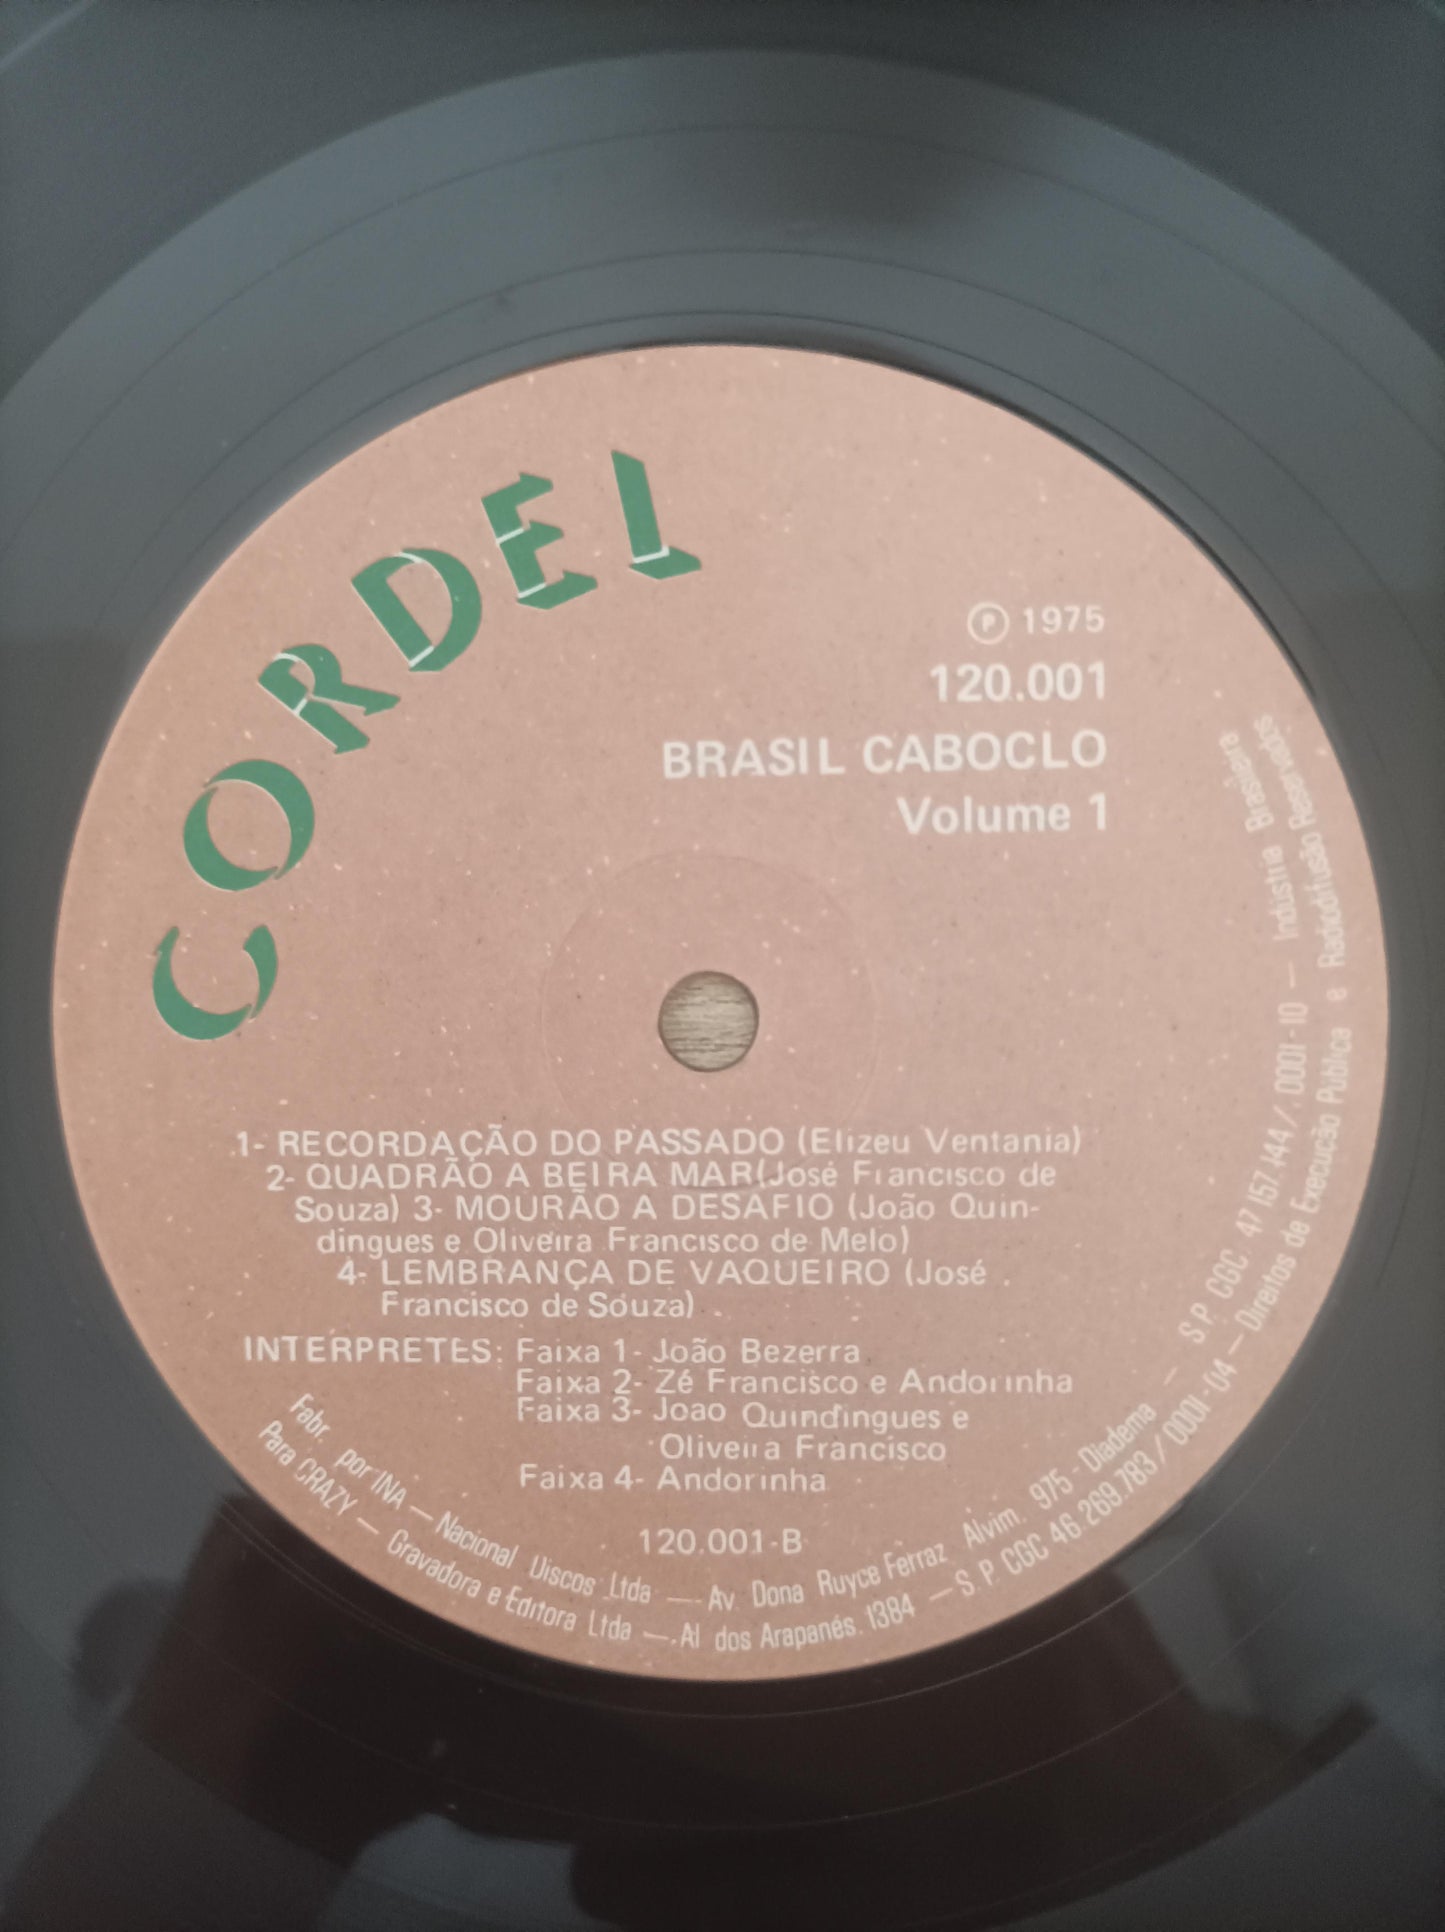 CORDEL
Ⓟ 1975
120.001
BRASIL CABOCLO
Volume 1
1- RECORDAÇÃO DO PASSADO (Elizeu Ventania)
2- QUADRÃO A BEIRA MAR(José Francisco de
Souza) 3- MOURÃO A DESAFIO (João Quin-
dingues e Oliveira Francisco de Melo)
4- LEMBRANÇA DE VAQUEIRO (José
Francisco de Souza)
INTERPRETES: Faixa 1- João Bezerra
Faixa 2- Zé Francisco e Andorinha
Faixa 3- Joao Quindingues e
Oliveira Francisco
Faixa 4- Andorinha
120.001-B
Fabr. por INA — Nacional Discos Ltda — Av. Dona Ruyce Ferraz Alvim. 975 - Diadema — S. P. CGC 47 157.144/.0001-10 — Industria Brasileira
Para CRAZY — Gravadora e Editora Ltda — Al dos Arapanés. 1384 — S. P. CGC 46.269.783/0001-04 — Direitos de Execucão Publica e Radiodifusão Reservados